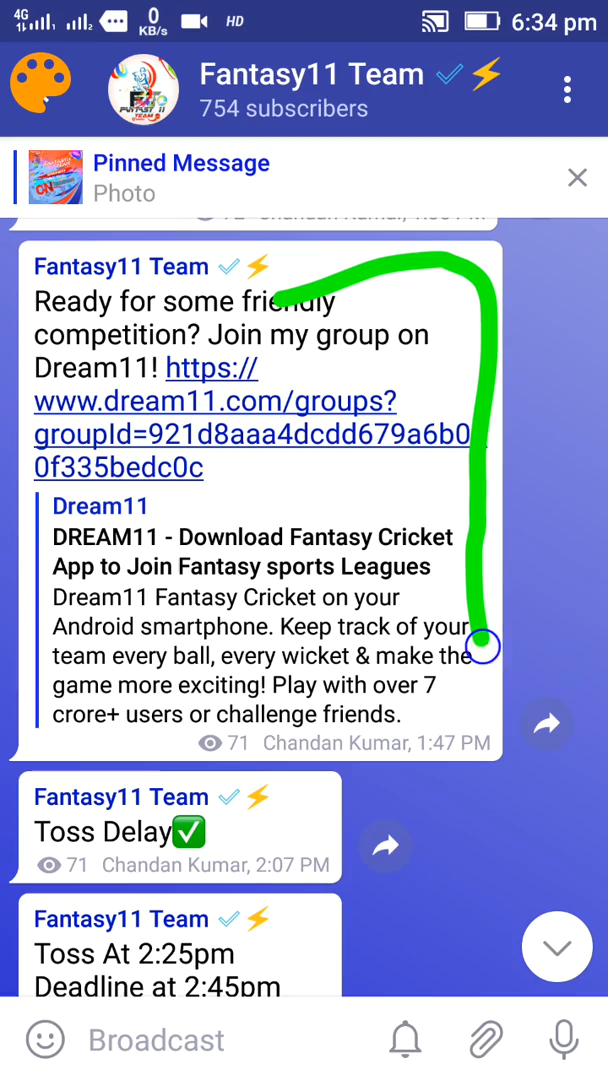 4G 0 KB/s HD 6:34 pm
Fantasy11 Team
754 subscribers
Pinned Message
Photo
Fantasy11 Team
Ready for some friendly
competition? Join my group on
Dream11! https://
www.dream11.com/groups?
groupId=921d8aaa4dcdd679a6b0
0f335bedc0c
Dream11
DREAM11 - Download Fantasy Cricket
App to Join Fantasy sports Leagues
Dream11 Fantasy Cricket on your
Android smartphone. Keep track of your
team every ball, every wicket & make the
game more exciting! Play with over 7
crore+ users or challenge friends.
71 Chandan Kumar, 1:47 PM
Fantasy11 Team
Toss Delay✅
71 Chandan Kumar, 2:07 PM
Fantasy11 Team
Toss At 2:25pm
Deadline at 2:45pm
Broadcast